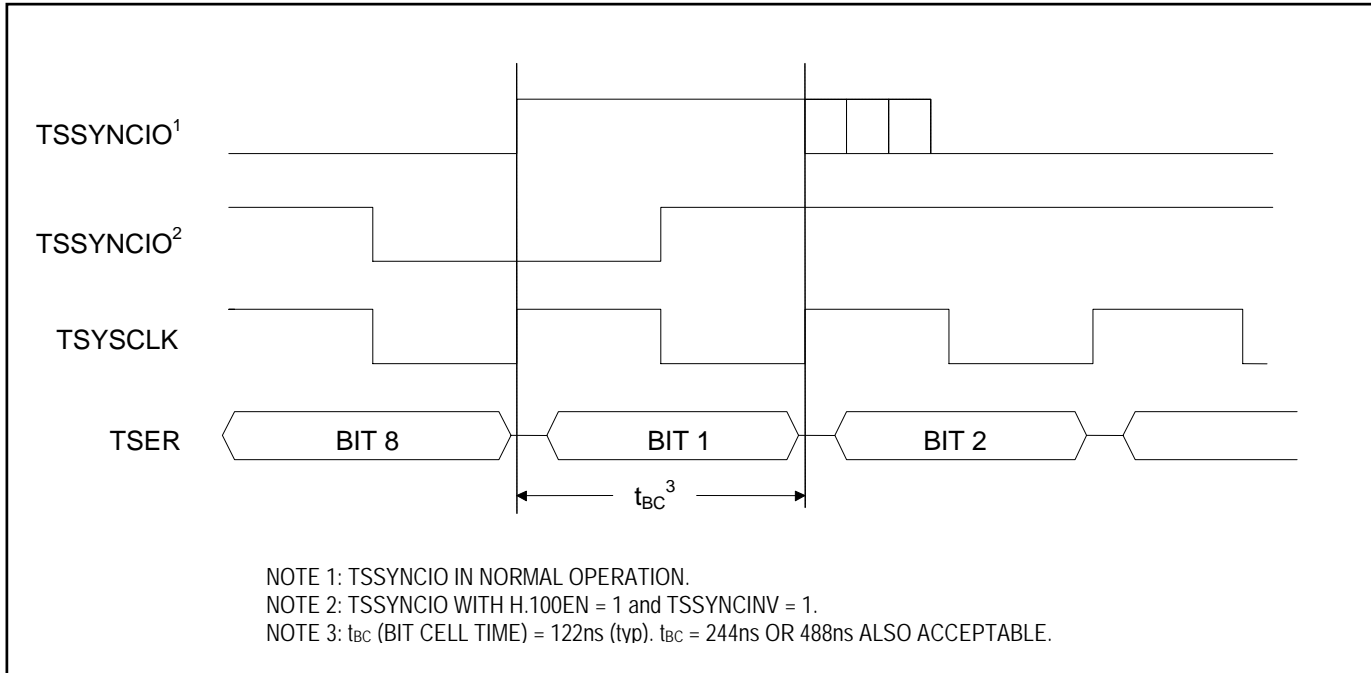 TSSYNCIO¹
TSSYNCIO²
TSYSCLK
TSER
BIT 8
BIT 1
BIT 2
tBC³
NOTE 1: TSSYNCIO IN NORMAL OPERATION.
NOTE 2: TSSYNCIO WITH H.100EN = 1 and TSSYNCINV = 1.
NOTE 3: tBC (BIT CELL TIME) = 122ns (typ). tBC = 244ns OR 488ns ALSO ACCEPTABLE.